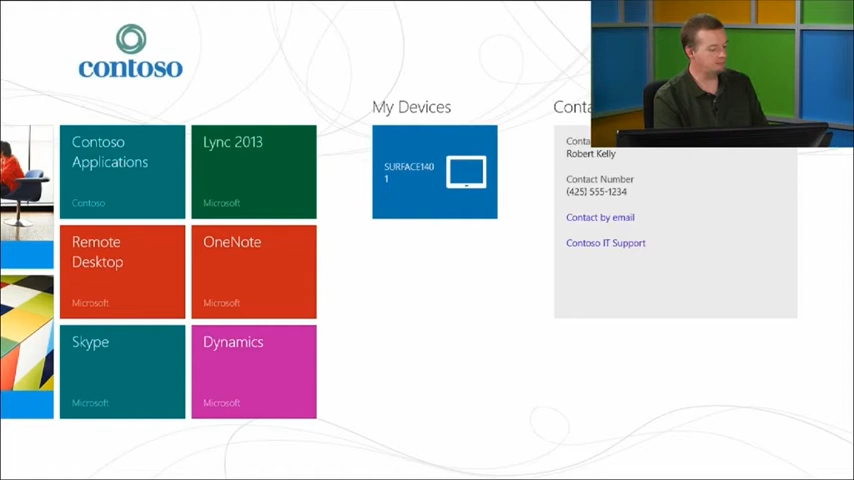 contoso
Contoso
Applications
Contoso
Lync 2013
Microsoft
Remote
Desktop
Microsoft
OneNote
Microsoft
Skype
Microsoft
Dynamics
Microsoft
My Devices
SURFACE140
1
Conta
Conta
Robert Kelly
Contact Number
(425) 555-1234
Contact by email
Contoso IT Support